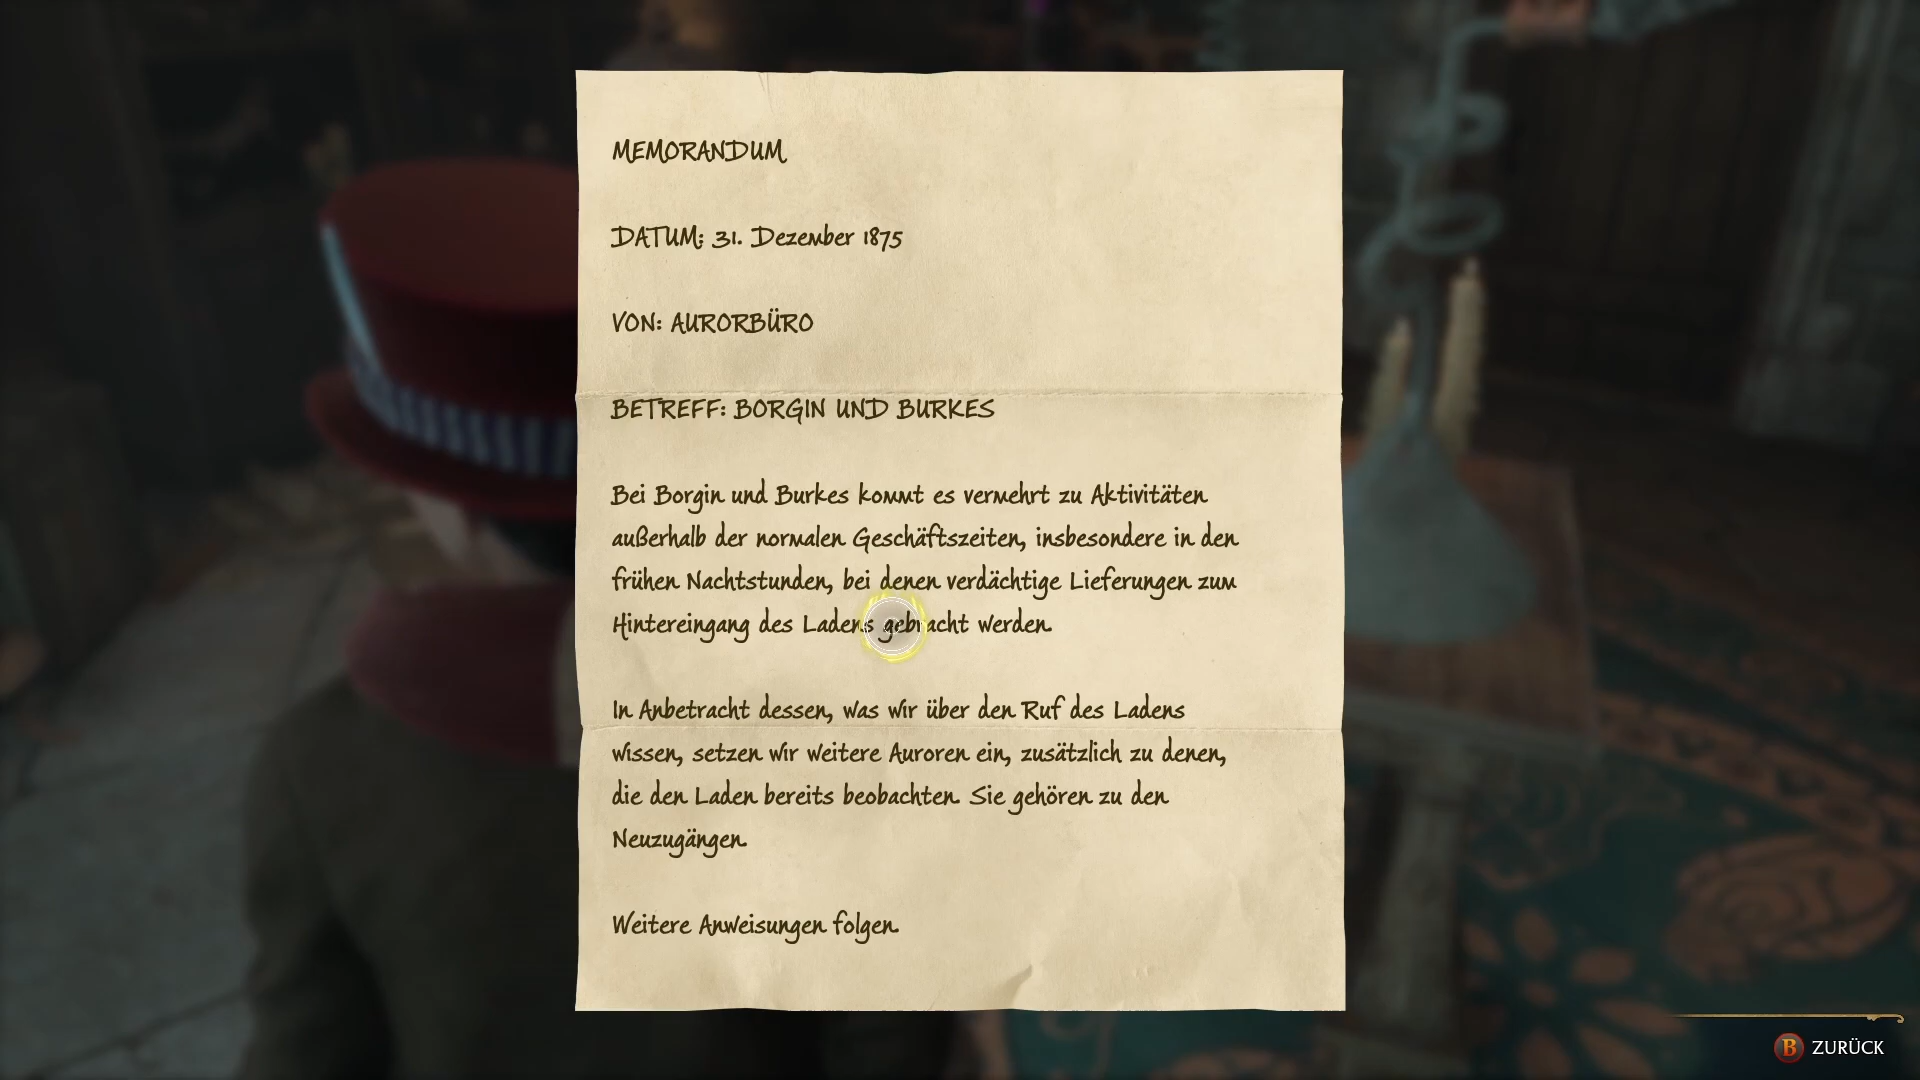 MEMORANDUM
DATUM: 31. Dezember 1875
VON: AURORBÜRO
BETREFF: BORGIN UND BURKES
Bei Borgin und Burkes kommt es vermehrt zu Aktivitäten
außerhalb der normalen Geschäftszeiten, insbesondere in den
frühen Nachtstunden, bei denen verdächtige Lieferungen zum
Hintereingang des Ladens gebracht werden.
In Anbetracht dessen, was wir über den Ruf des Ladens
wissen, setzen wir weitere Auroren ein, zusätzlich zu denen,
die den Laden bereits beobachten. Sie gehören zu den
Neuzugängen.
Weitere Anweisungen folgen.
B ZURÜCK